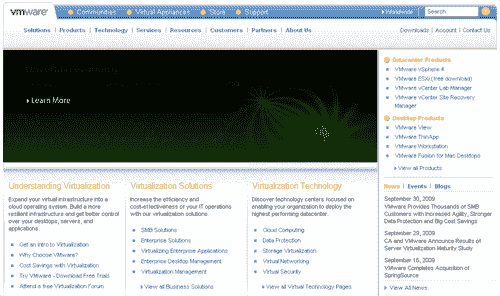 vmware
Communities Virtual Appliances Store Support
Worldwide Search
Solutions | Products | Technology | Services | Resources | Customers | Partners | About Us
Downloads | Account | Contact Us
Learn More
Datacenter Products
VMware vSphere 4
VMware ESXi (free download)
VMware vCenter Lab Manager
VMware vCenter Site Recovery
Manager
Desktop Products
VMware View
VMware ThinApp
VMware Workstation
VMware Fusion for Mac Desktops
View all Products
Understanding Virtualization
Expand your virtual infrastructure into a
cloud operating system. Build a more
resilient infrastructure and get better control
over your desktops, servers, and
applications.
Get an Intro to Virtualization
Why Choose VMware?
Cost Savings with Virtualization
Try VMware - Download Free Trials
Attend a free Virtualization Forum
Virtualization Solutions
Increase the efficiency and
cost-effectiveness of your IT operations
with our virtualization solutions.
SMB Solutions
Enterprise Solutions
Virtualizing Enterprise Applications
Enterprise Desktop Management
Virtualization Management
View all Business Solutions
Virtualization Technology
Discover technology centers focused on
enabling your organization to deploy the
highest performing datacenter.
Cloud Computing
Data Protection
Storage Virtualization
Virtual Networking
Virtual Security
View all Virtual Technology Pages
News | Events | Blogs
September 30, 2009
VMware Provides Thousands of SMB
Customers with Increased Agility, Stronger
Data Protection and Big Cost Savings
September 29, 2009
CA and VMware Announce Results of
Server Virtualization Maturity Study
September 16, 2009
VMware Completes Acquisition of
SpringSource
View All News